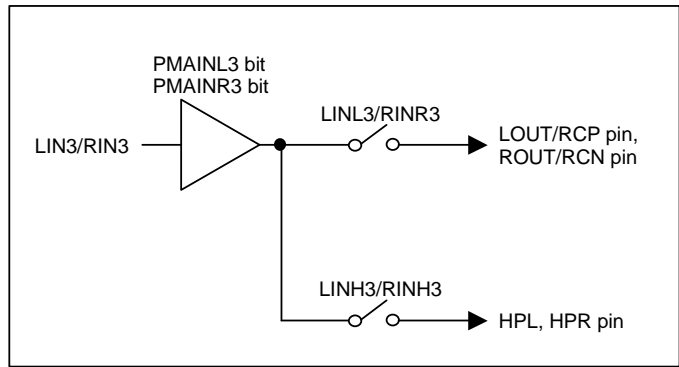 PMAINL3 bit
PMAINR3 bit
LINL3/RINR3
LIN3/RIN3
LOUT/RCP pin,
ROUT/RCN pin
LINH3/RINH3
HPL, HPR pin